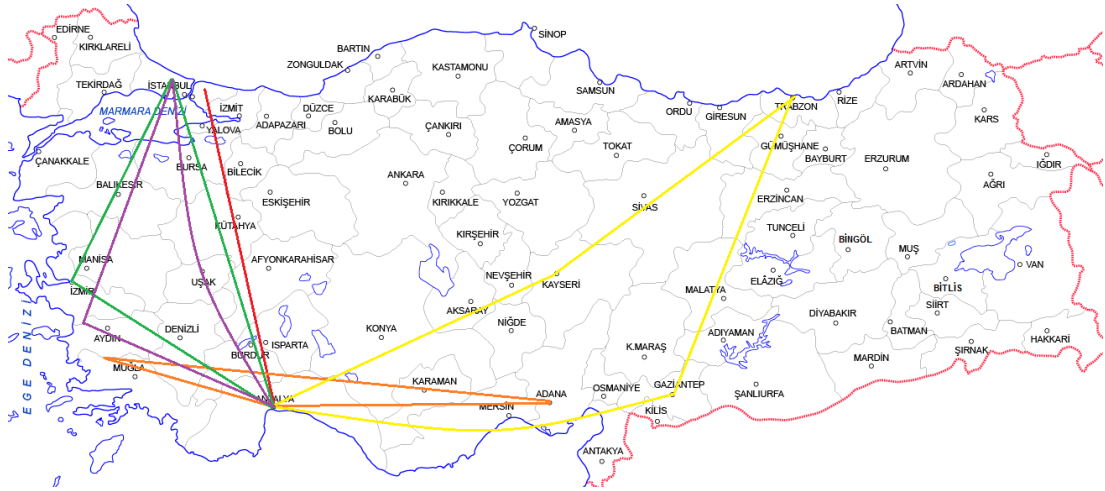 EDİRNE
KIRKLARELİ
TEKİRDAĞ
İSTANBUL
MARMARA DENİZİ
İZMİT
YALOVA
ADAPAZARI
DÜZCE
BOLU
ZONGULDAK
BARTIN
KARABÜK
KASTAMONU
SİNOP
ÇANKIRI
SAMSUN
AMASYA
ÇORUM
TOKAT
ORDU
GİRESUN
TRABZON
RİZE
ARTVİN
ARDAHAN
KARS
IĞDIR
GÜMÜŞHANE
BAYBURT
ERZURUM
AĞRI
ÇANAKKALE
BALIKESİR
BURSA
BİLECİK
ESKİŞEHİR
KÜTAHYA
ANKARA
KIRIKKALE
YOZGAT
SİVAS
ERZİNCAN
TUNCELİ
BİNGÖL
MUŞ
VAN
BİTLİS
SİİRT
MANİSA
İZMİR
UŞAK
AFYONKARAHİSAR
KIRŞEHİR
NEVŞEHİR
KAYSERİ
AKSARAY
NİĞDE
MALATYA
ELÂZIĞ
DİYABAKIR
BATMAN
ŞIRNAK
HAKKARİ
EGE DENİZİ
AYDIN
DENİZLİ
BURDUR
ISPARTA
KONYA
K.MARAŞ
ADIYAMAN
MARDİN
MUĞLA
ANTALYA
KARAMAN
MERSİN
ADANA
OSMANİYE
GAZİANTEP
KİLİS
ŞANLIURFA
ANTAKYA